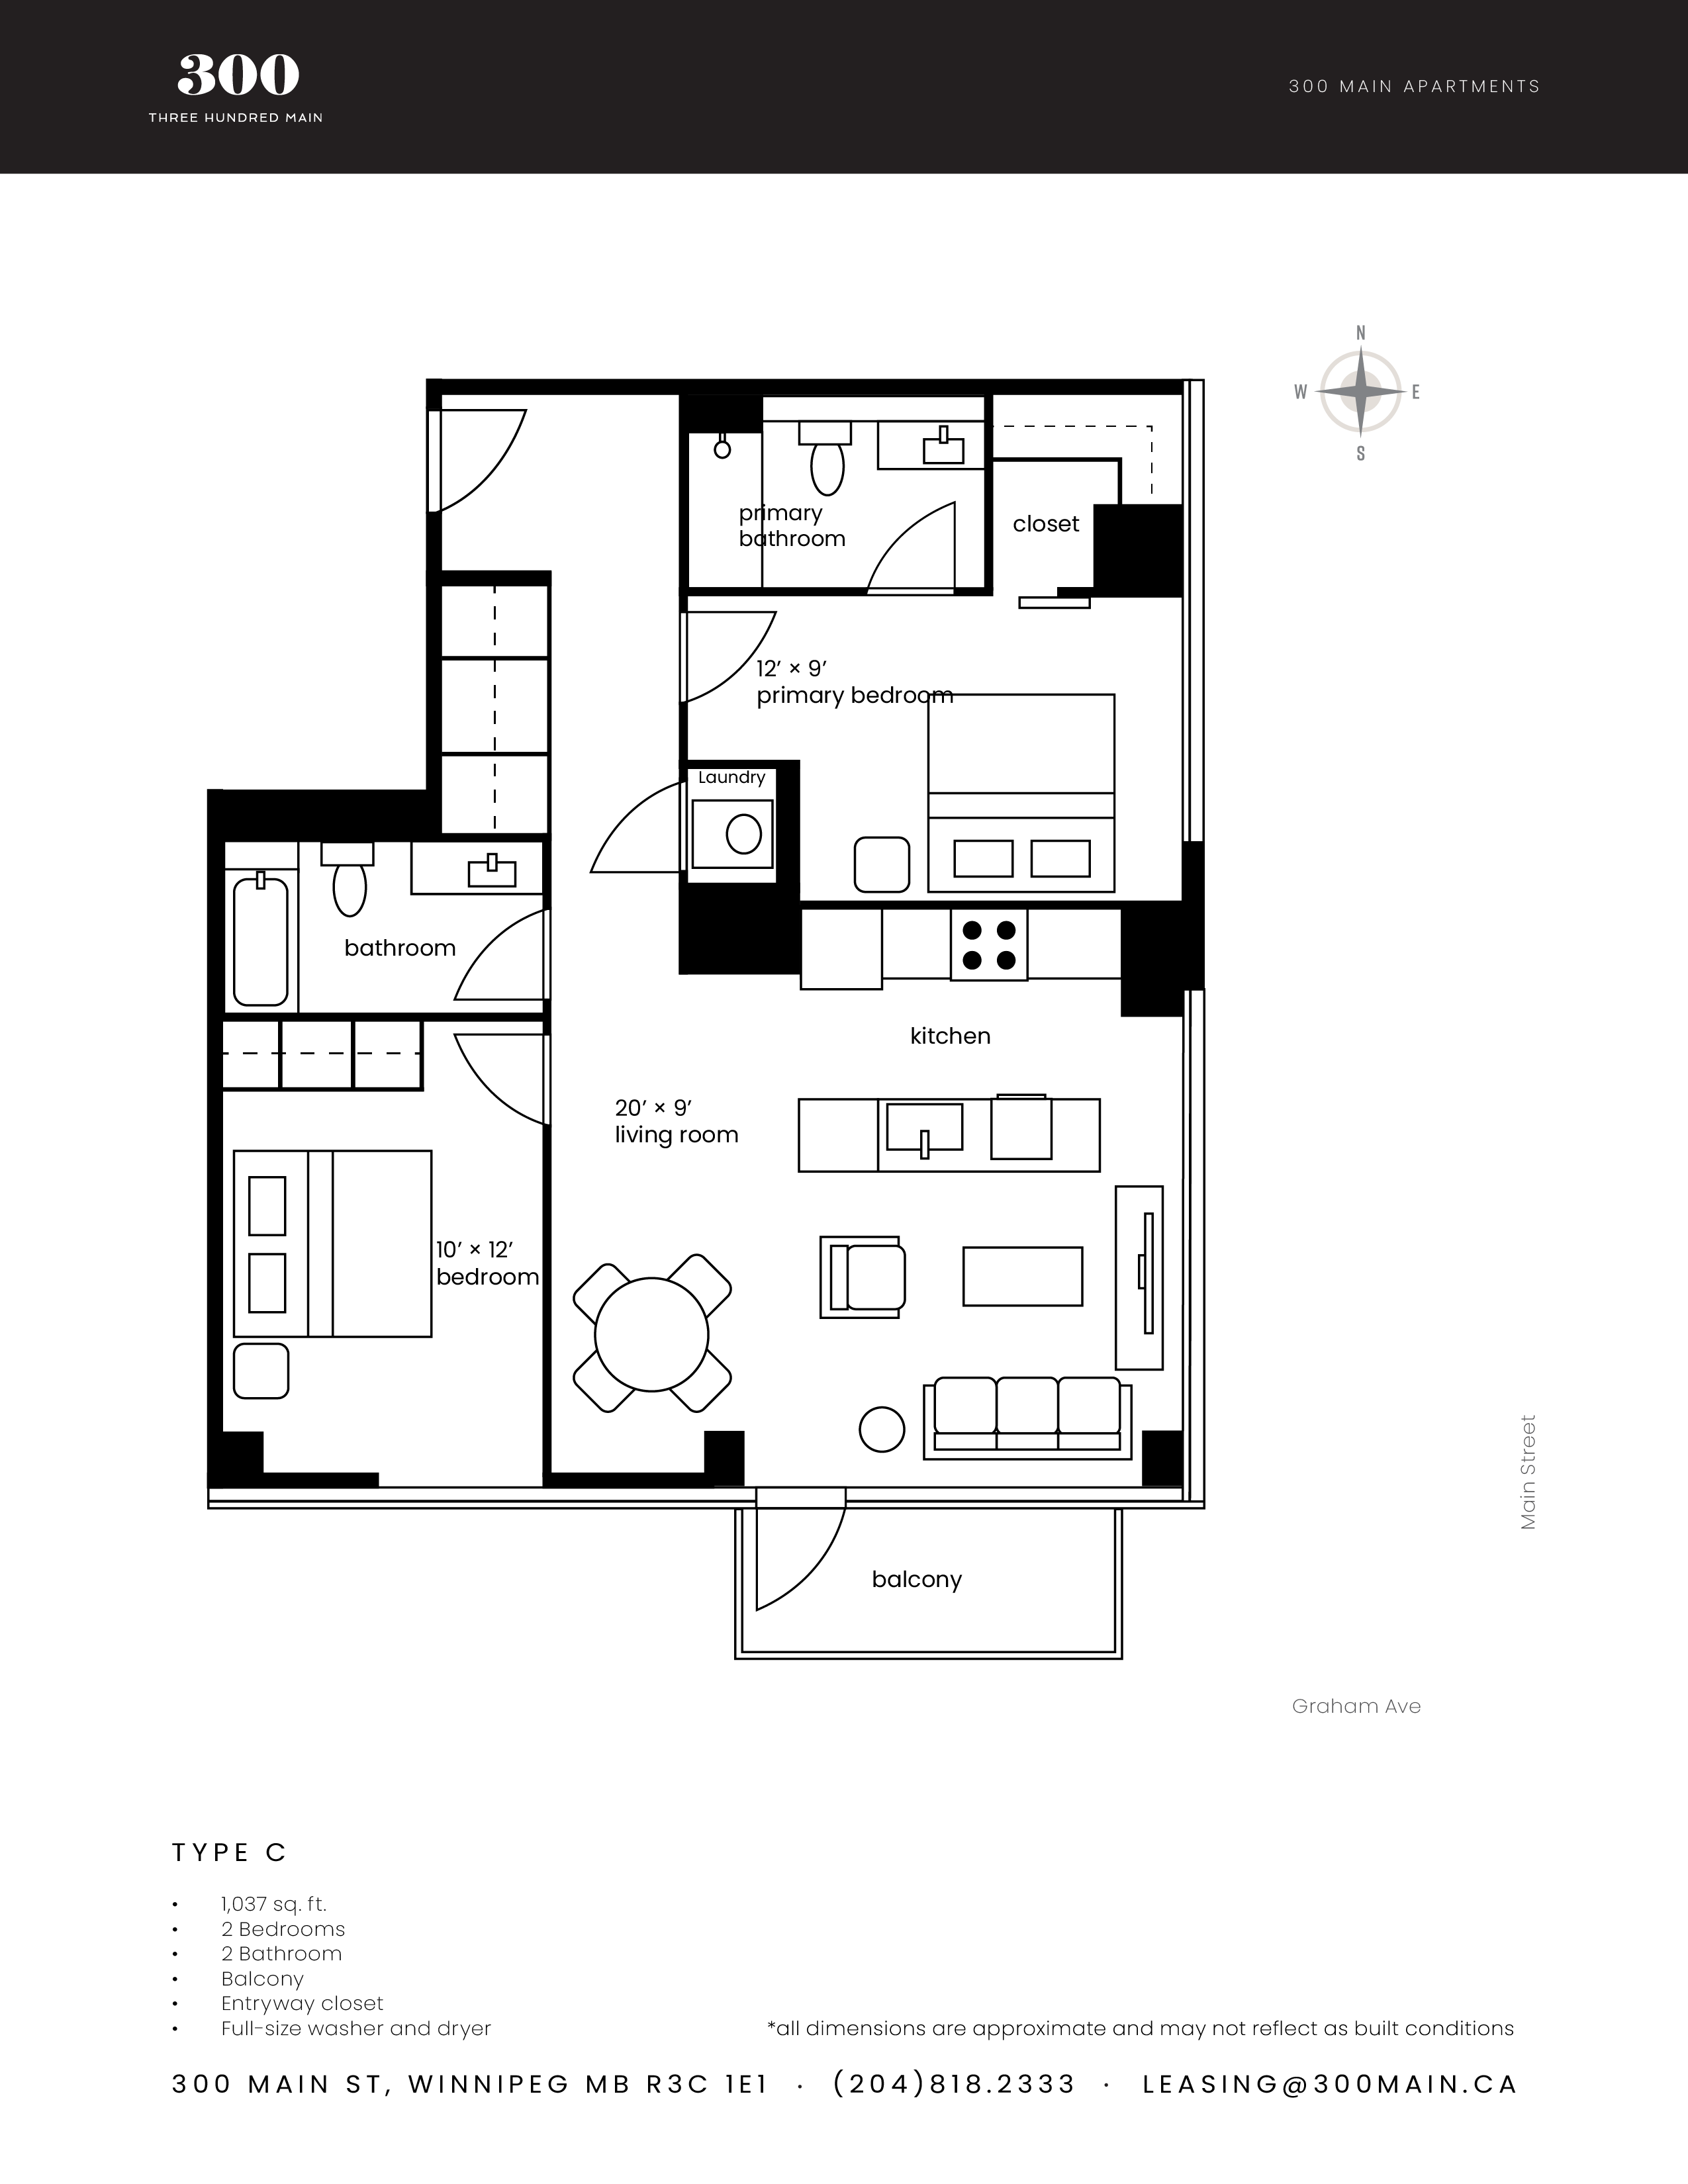 300
THREE HUNDRED MAIN
300 MAIN APARTMENTS
N
W
E
S
primary
bathroom
closet
12’ × 9’
primary bedroom
Laundry
bathroom
kitchen
20’ × 9’
living room
10’ × 12’
bedroom
balcony
Main Street
Graham Ave
TYPE C
• 1,037 sq. ft.
• 2 Bedrooms
• 2 Bathroom
• Balcony
• Entryway closet
• Full-size washer and dryer
*all dimensions are approximate and may not reflect as built conditions
300 MAIN ST, WINNIPEG MB R3C 1E1 · (204)818.2333 · LEASING@300MAIN.CA